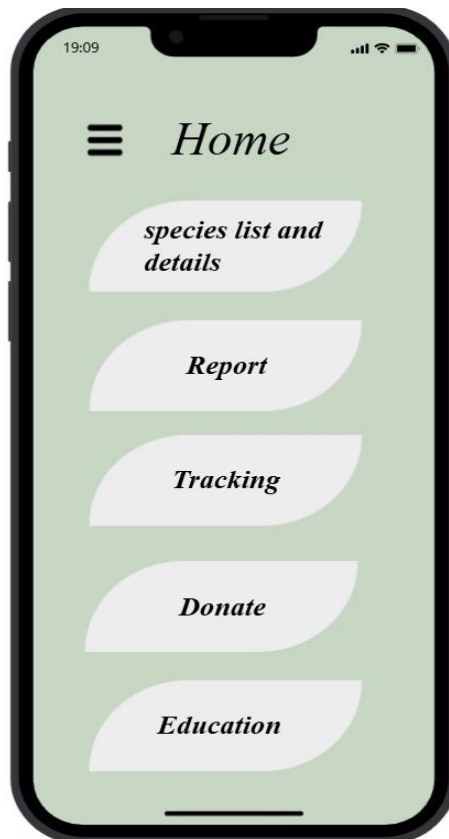 19:09
Home
species list and
details
Report
Tracking
Donate
Education